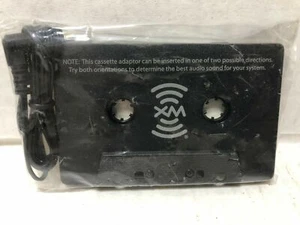 NOTE: This cassette adaptor can be inserted in one of two possible directions.
Try both orientations to determine the best audio sound for your system.
XM